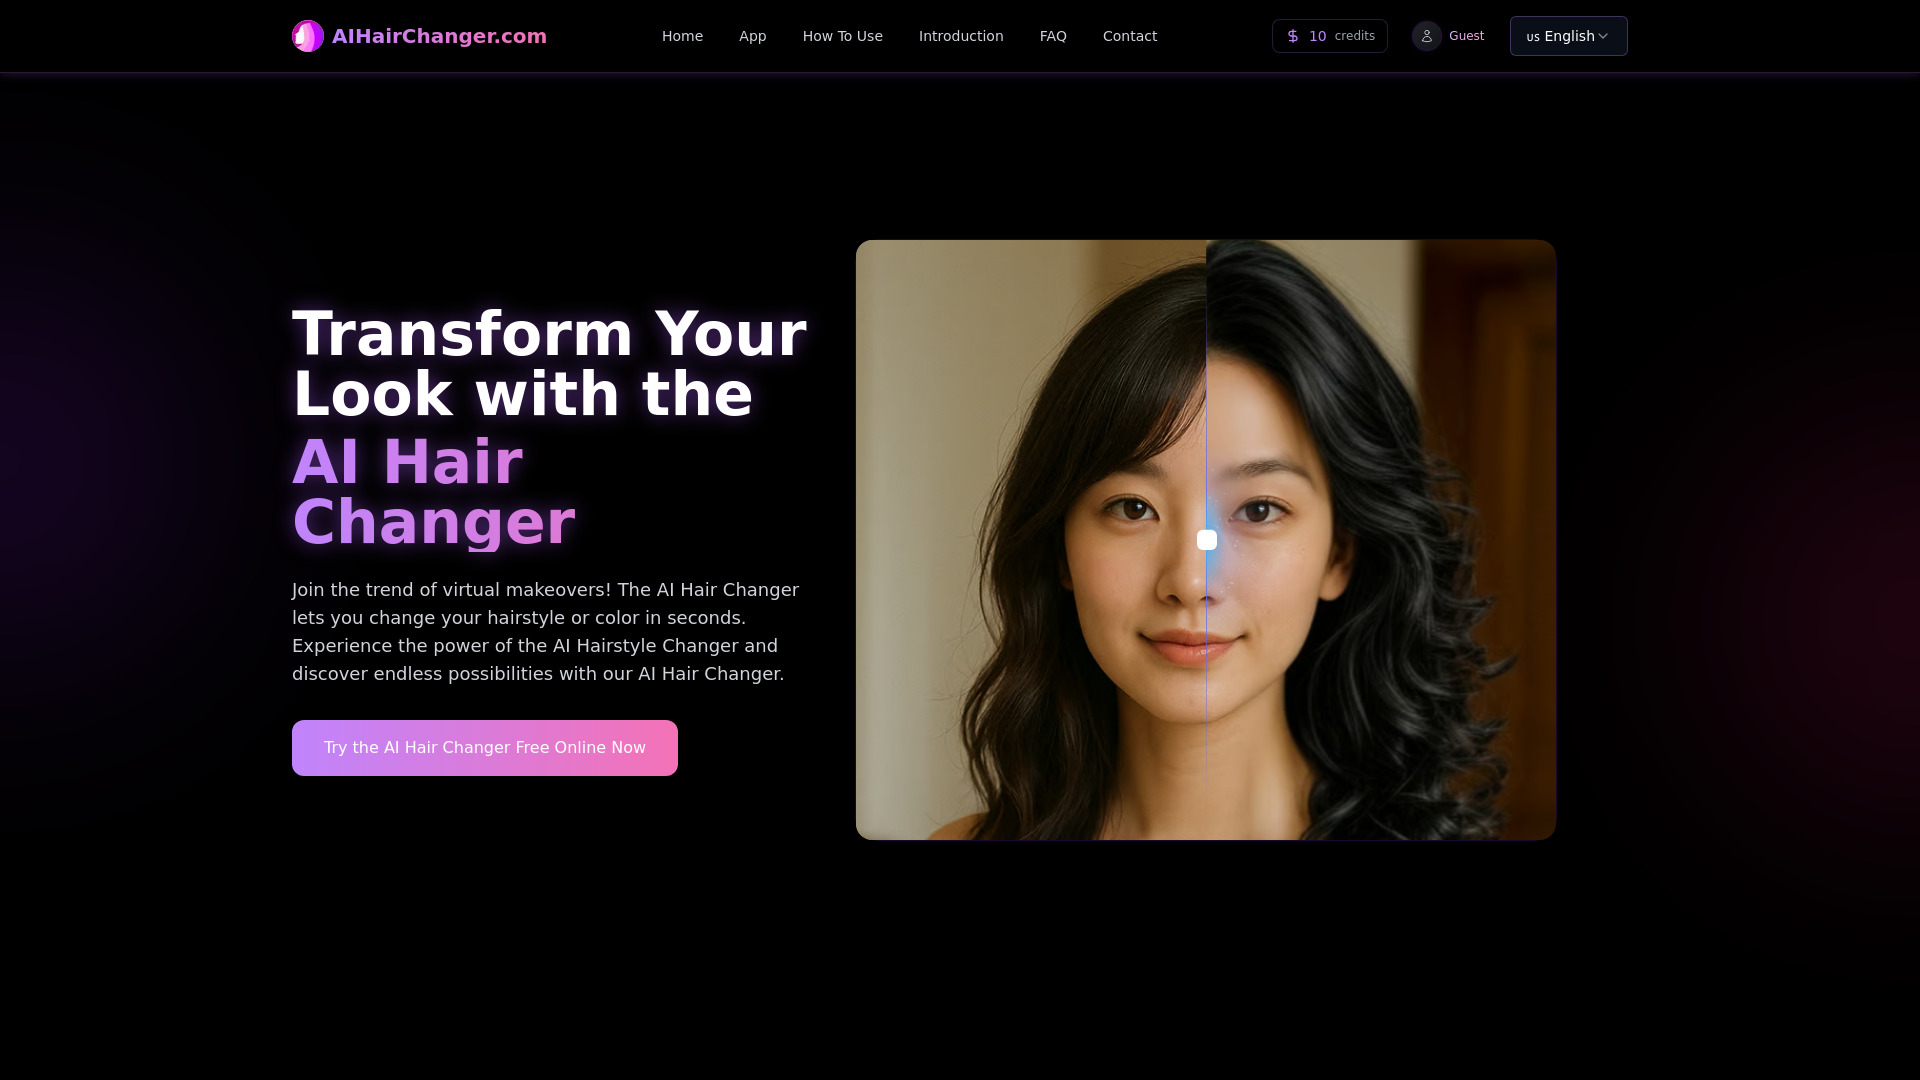 AIHairChanger.com
Home
App
How To Use
Introduction
FAQ
Contact
$ 10 credits
Guest
US English
Transform Your
Look with the
AI Hair
Changer
Join the trend of virtual makeovers! The AI Hair Changer
lets you change your hairstyle or color in seconds.
Experience the power of the AI Hairstyle Changer and
discover endless possibilities with our AI Hair Changer.
Try the AI Hair Changer Free Online Now